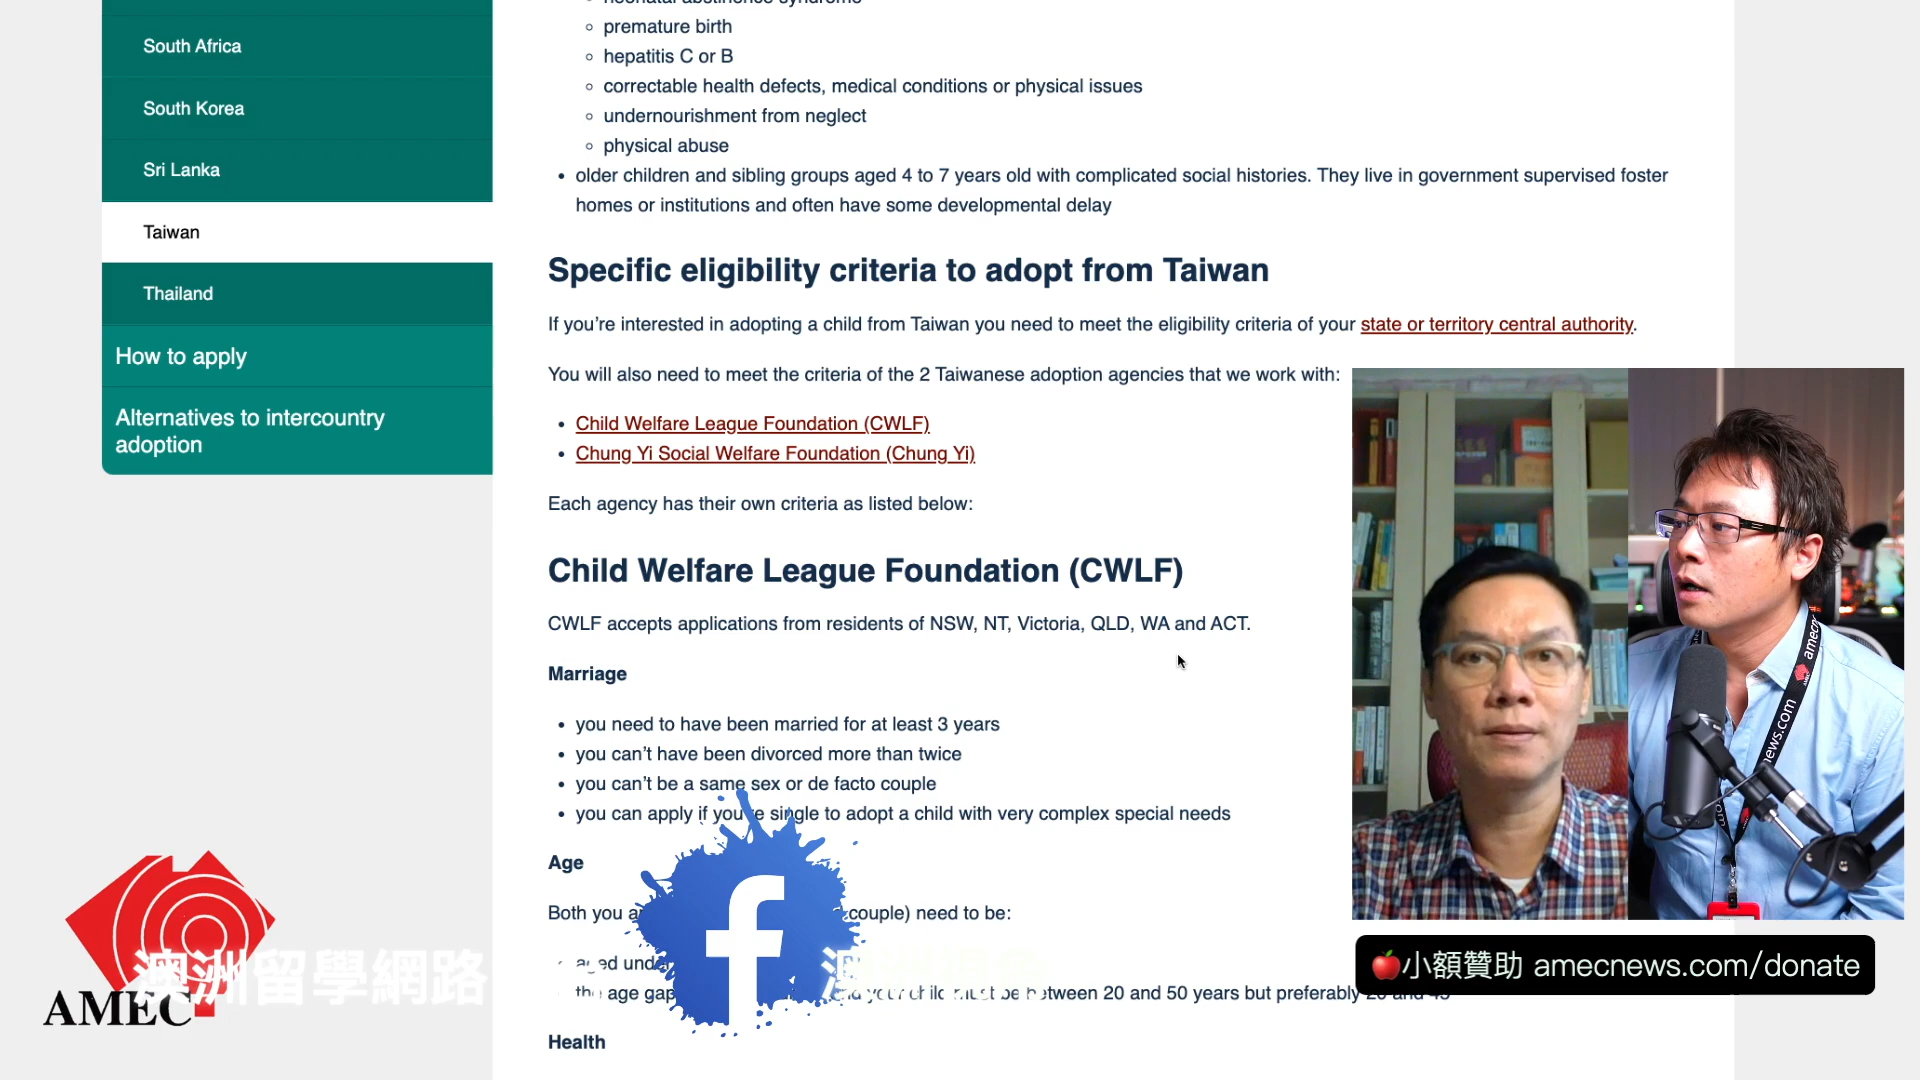 South Africa
South Korea
Sri Lanka
Taiwan
Thailand
How to apply
Alternatives to intercountry
adoption
premature birth
hepatitis C or B
correctable health defects, medical conditions or physical issues
undernourishment from neglect
physical abuse
older children and sibling groups aged 4 to 7 years old with complicated social histories. They live in government supervised foster
homes or institutions and often have some developmental delay
Specific eligibility criteria to adopt from Taiwan
If you’re interested in adopting a child from Taiwan you need to meet the eligibility criteria of your state or territory central authority.
You will also need to meet the criteria of the 2 Taiwanese adoption agencies that we work with:
Child Welfare League Foundation (CWLF)
Chung Yi Social Welfare Foundation (Chung Yi)
Each agency has their own criteria as listed below:
Child Welfare League Foundation (CWLF)
CWLF accepts applications from residents of NSW, NT, Victoria, QLD, WA and ACT.
Marriage
you need to have been married for at least 3 years
you can’t have been divorced more than twice
you can’t be a same sex or de facto couple
you can apply if you’re single to adopt a child with very complex special needs
Age
Both you couple) need to be:
aged
the age gap your child must be between 20 and 50 years but preferably
Health
AMEC
澳洲留學網路
f
小額贊助 amecnews.com/donate
amecn
news.com